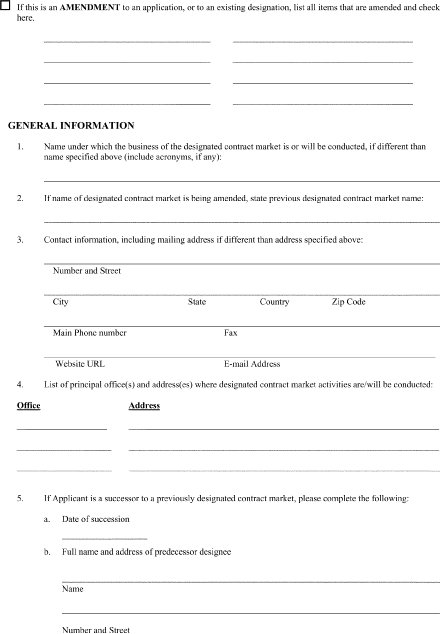 If this is an AMENDMENT to an application, or to an existing designation, list all items that are amended and check
here.
GENERAL INFORMATION
1. Name under which the business of the designated contract market is or will be conducted, if different than
name specified above (include acronyms, if any):
2. If name of designated contract market is being amended, state previous designated contract market name:
3. Contact information, including mailing address if different than address specified above:
Number and Street
City State Country Zip Code
Main Phone number Fax
Website URL E-mail Address
4. List of principal office(s) and address(es) where designated contract market activities are/will be conducted:
Office Address
5. If Applicant is a successor to a previously designated contract market, please complete the following:
a. Date of succession
b. Full name and address of predecessor designee
Name
Number and Street